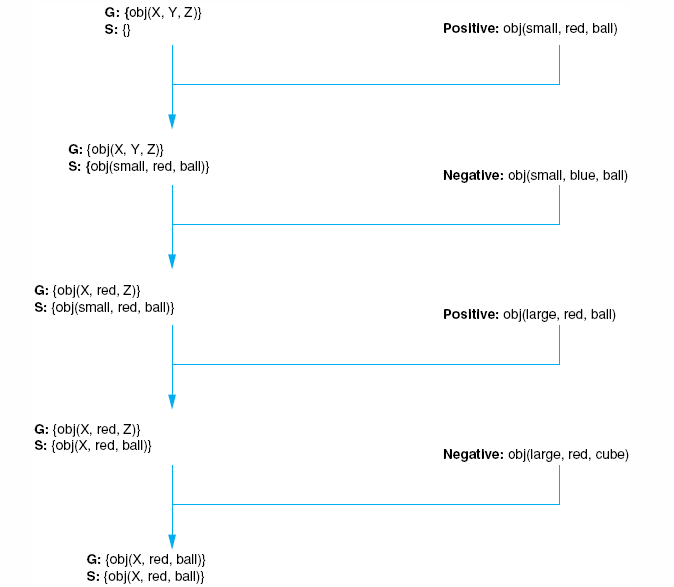 G: {obj(X, Y, Z)}
S: {}
Positive: obj(small, red, ball)
G: {obj(X, Y, Z)}
S: {obj(small, red, ball)}
Negative: obj(small, blue, ball)
G: {obj(X, red, Z)}
S: {obj(small, red, ball)}
Positive: obj(large, red, ball)
G: {obj(X, red, Z)}
S: {obj(X, red, ball)}
Negative: obj(large, red, cube)
G: {obj(X, red, ball)}
S: {obj(X, red, ball)}